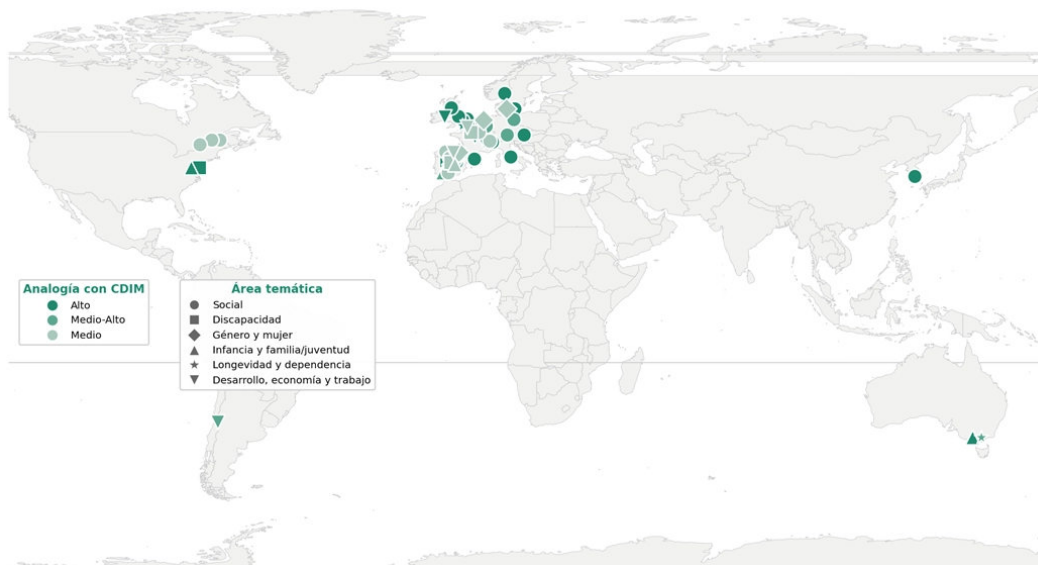 Analogía con CDIM
Alto
Medio-Alto
Medio
Área temática
Social
Discapacidad
Género y mujer
Infancia y familia/juventud
Longevidad y dependencia
Desarrollo, economía y trabajo